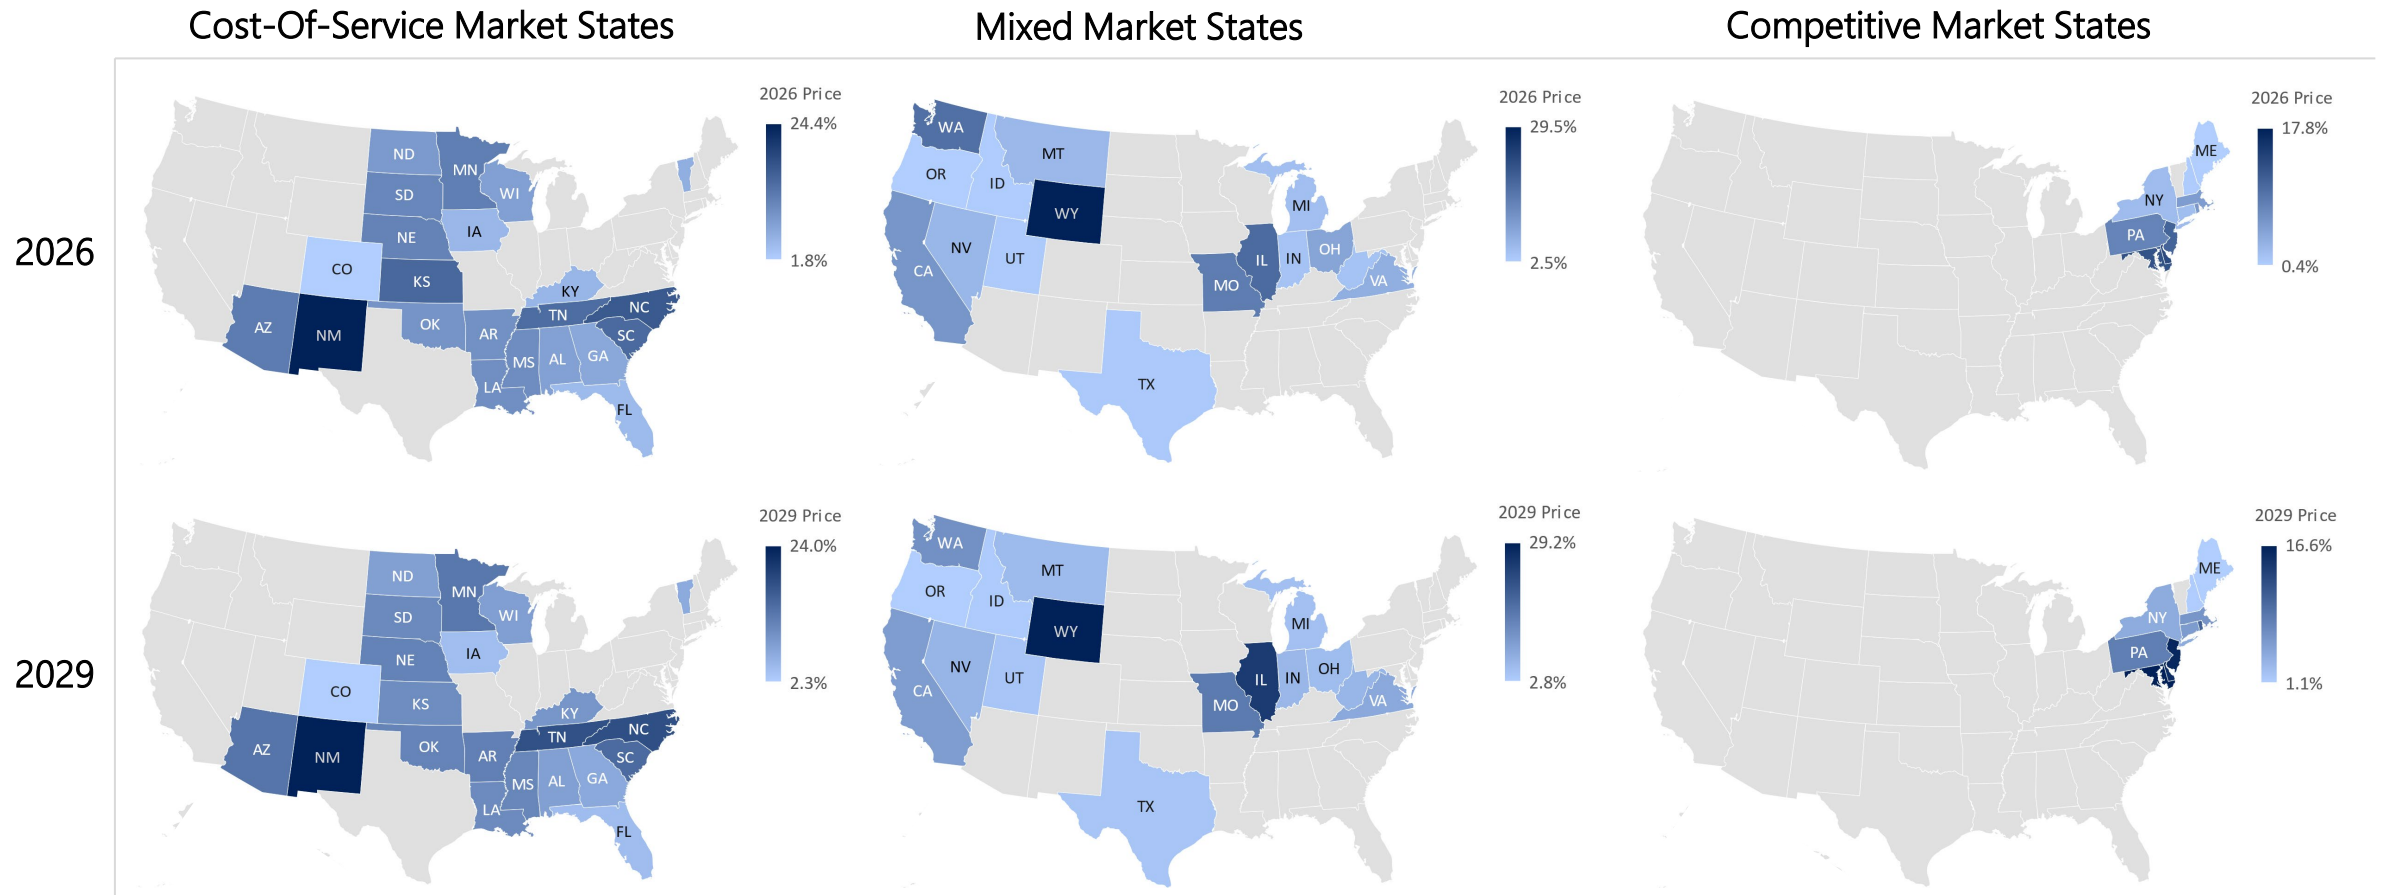 Cost-Of-Service Market States
Mixed Market States
Competitive Market States
2026
2026 Price
24.4%
1.8%
ND
MN
SD
WI
NE
IA
CO
KS
KY
AZ
NM
OK
AR
TN
NC
SC
MS
AL
GA
LA
FL
2026 Price
29.5%
2.5%
WA
MT
OR
ID
WY
MI
NV
UT
CA
IL
IN
OH
MO
VA
TX
2026 Price
17.8%
0.4%
ME
NY
PA
2029
2029 Price
24.0%
2.3%
ND
MN
SD
WI
NE
IA
CO
KS
KY
AZ
NM
OK
AR
TN
NC
SC
MS
AL
GA
LA
FL
2029 Price
29.2%
2.8%
WA
MT
OR
ID
WY
MI
NV
UT
CA
IL
IN
OH
MO
VA
TX
2029 Price
16.6%
1.1%
ME
NY
PA